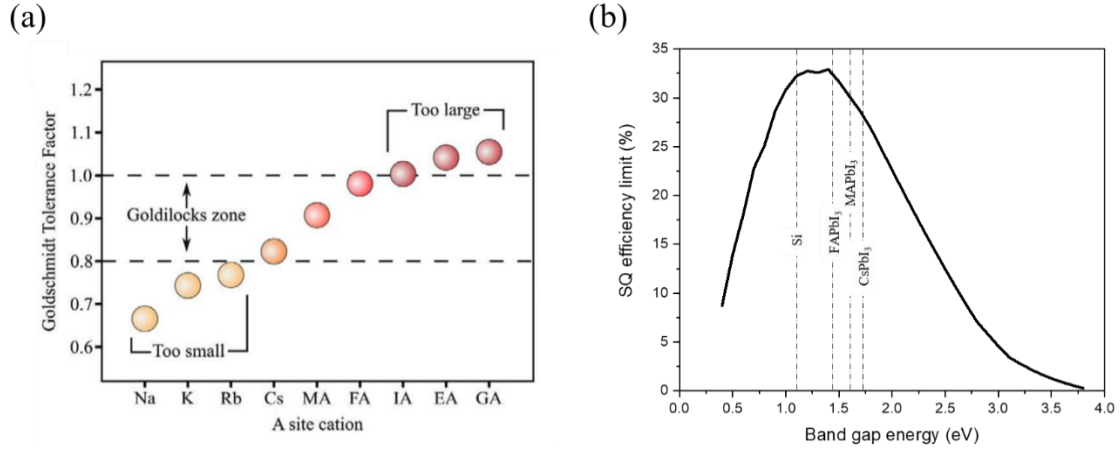 (a)
Goldschmidt Tolerance Factor
1.2
1.1
1.0
0.9
0.8
0.7
0.6
Too large
Goldilocks zone
Too small
Na K Rb Cs MA FA IA EA GA
A site cation
(b)
SQ efficiency limit (%)
35
30
25
20
15
10
5
0
Si
FAPbI3
MAPbI3
CsPbI3
0.0 0.5 1.0 1.5 2.0 2.5 3.0 3.5 4.0
Band gap energy (eV)